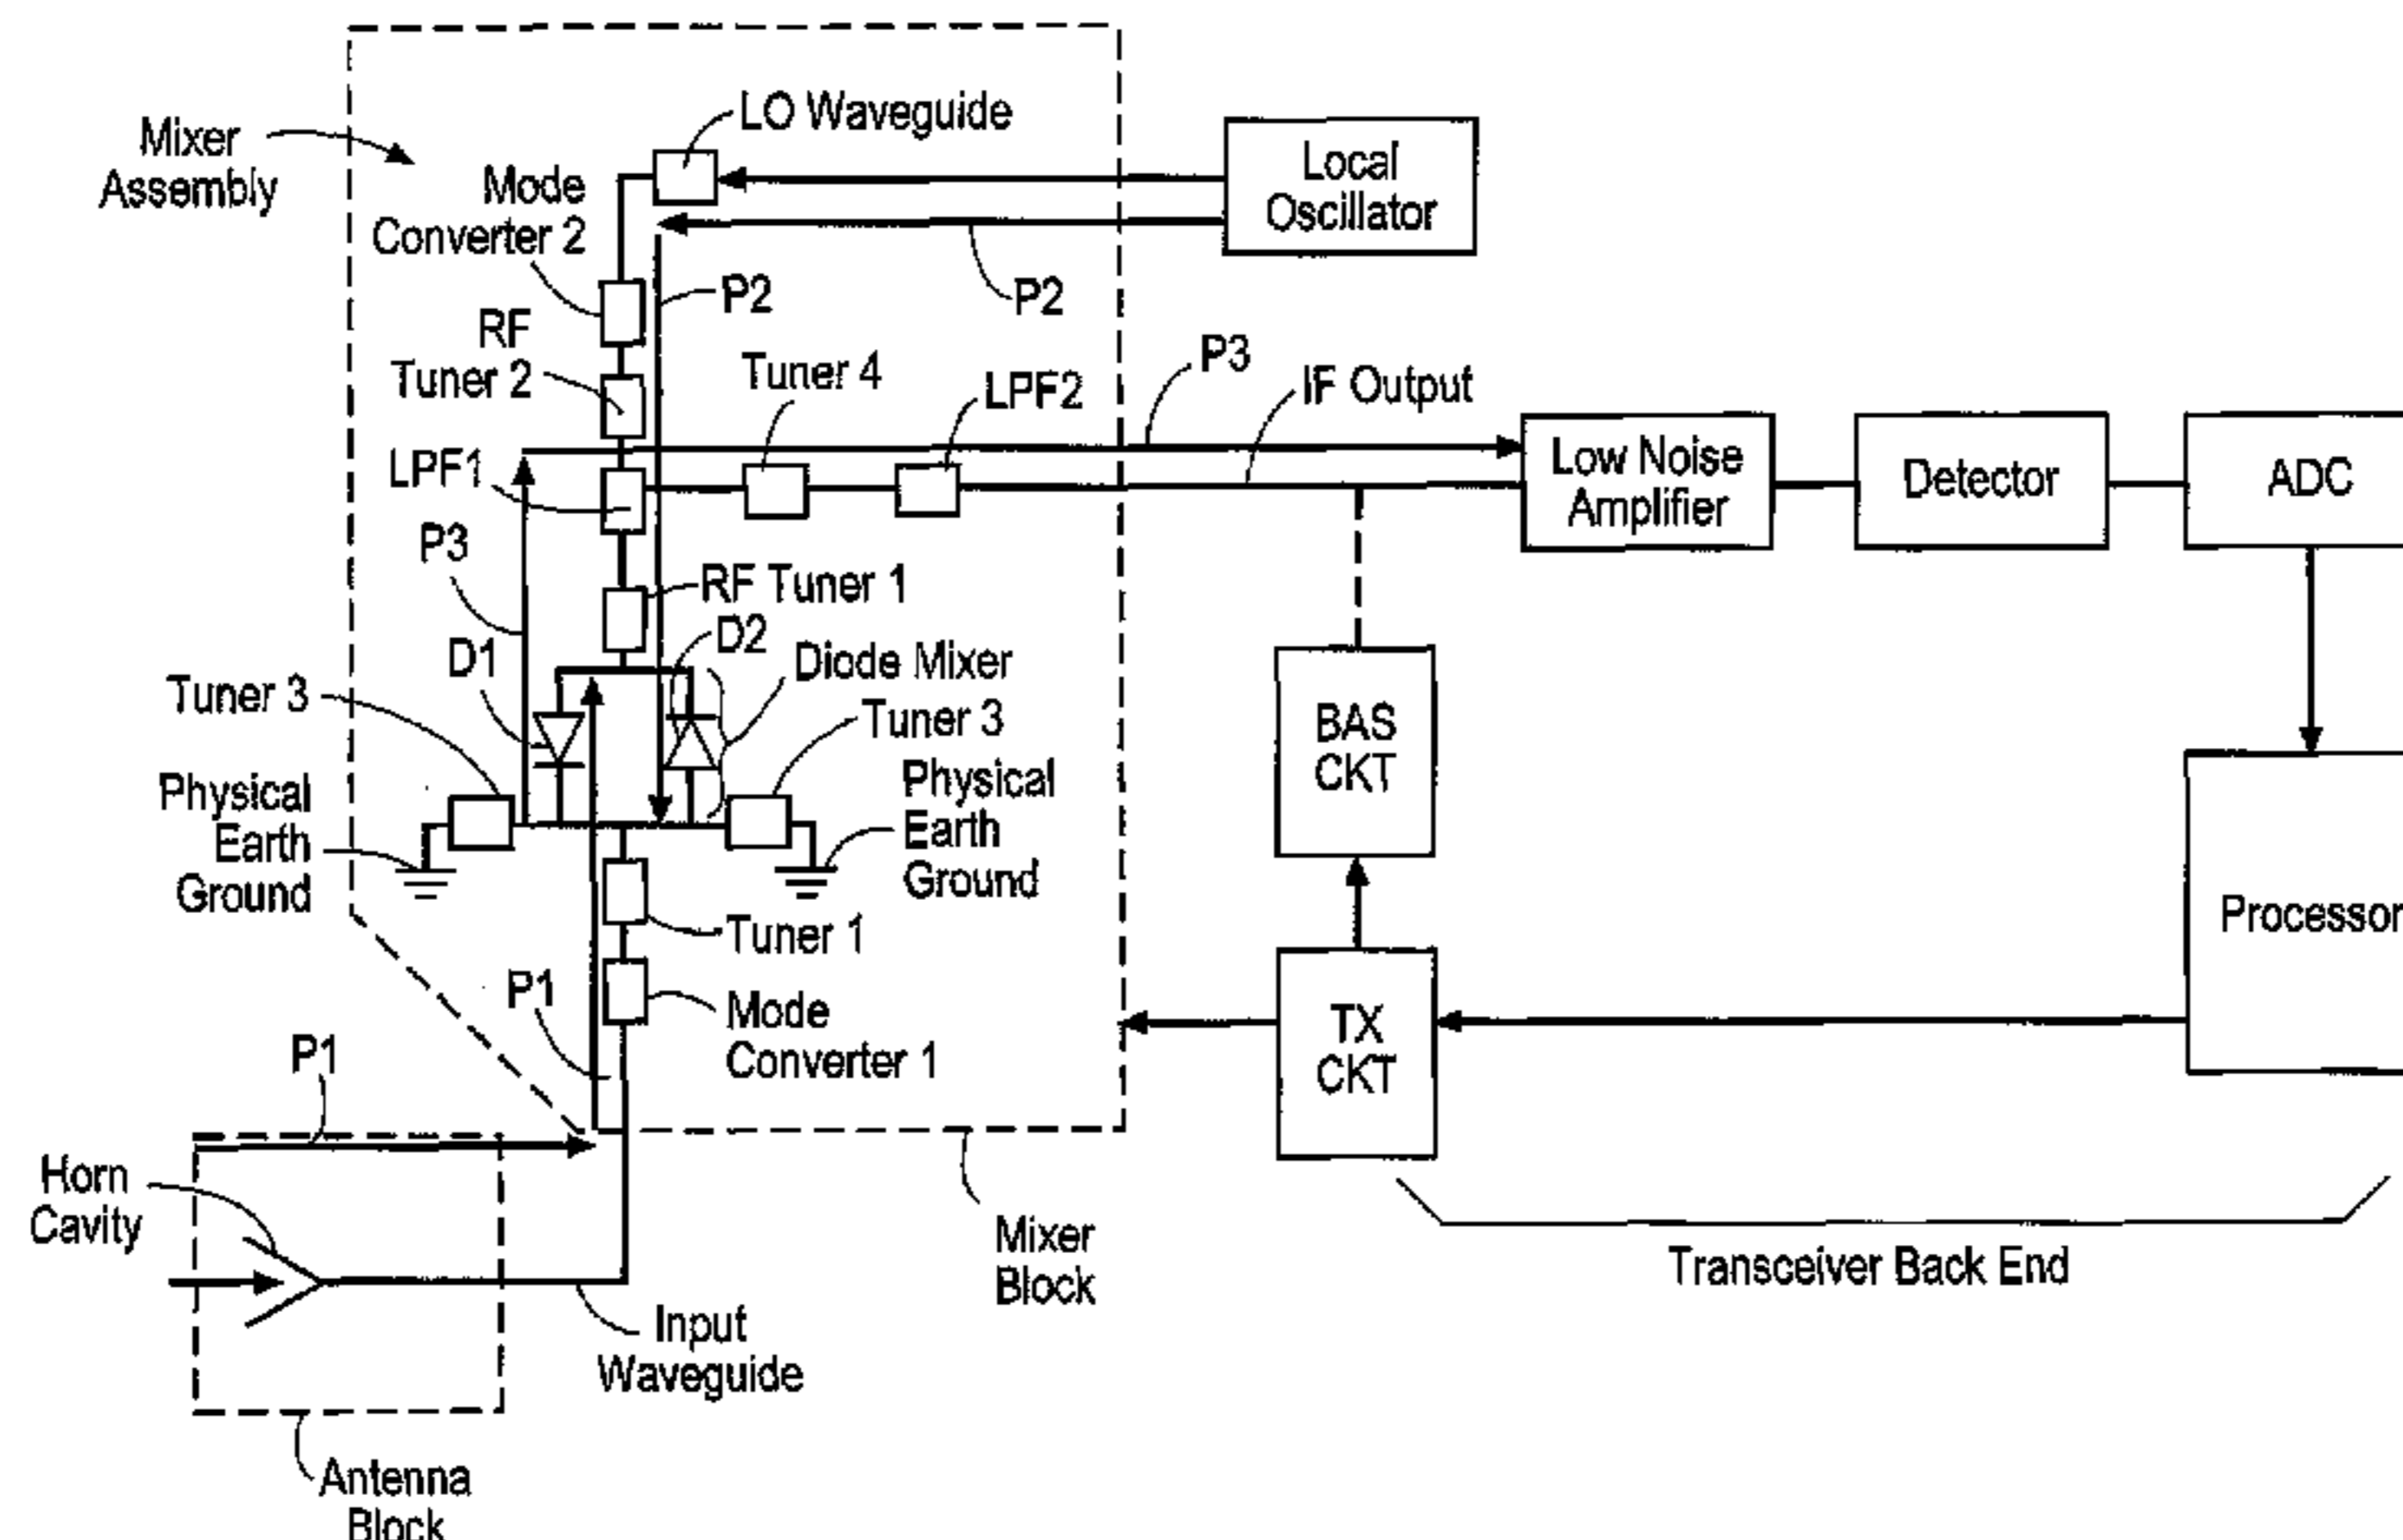 LO Waveguide
Mixer
Assembly
Local
Oscillator
Mode
Converter 2
P2
P2
RF
Tuner 2
Tuner 4
P3
IF Output
LPF2
LPF1
Low Noise
Amplifier
Detector
ADC
P3
RF Tuner 1
D2
D1
Diode Mixer
Tuner 3
Tuner 3
BAS
CKT
Physical
Earth
Ground
Physical
Earth
Ground
Processor
Tuner 1
P1
Mode
Converter 1
TX
CKT
P1
Horn
Cavity
Mixer
Block
Transceiver Back End
Input
Waveguide
Antenna
Block